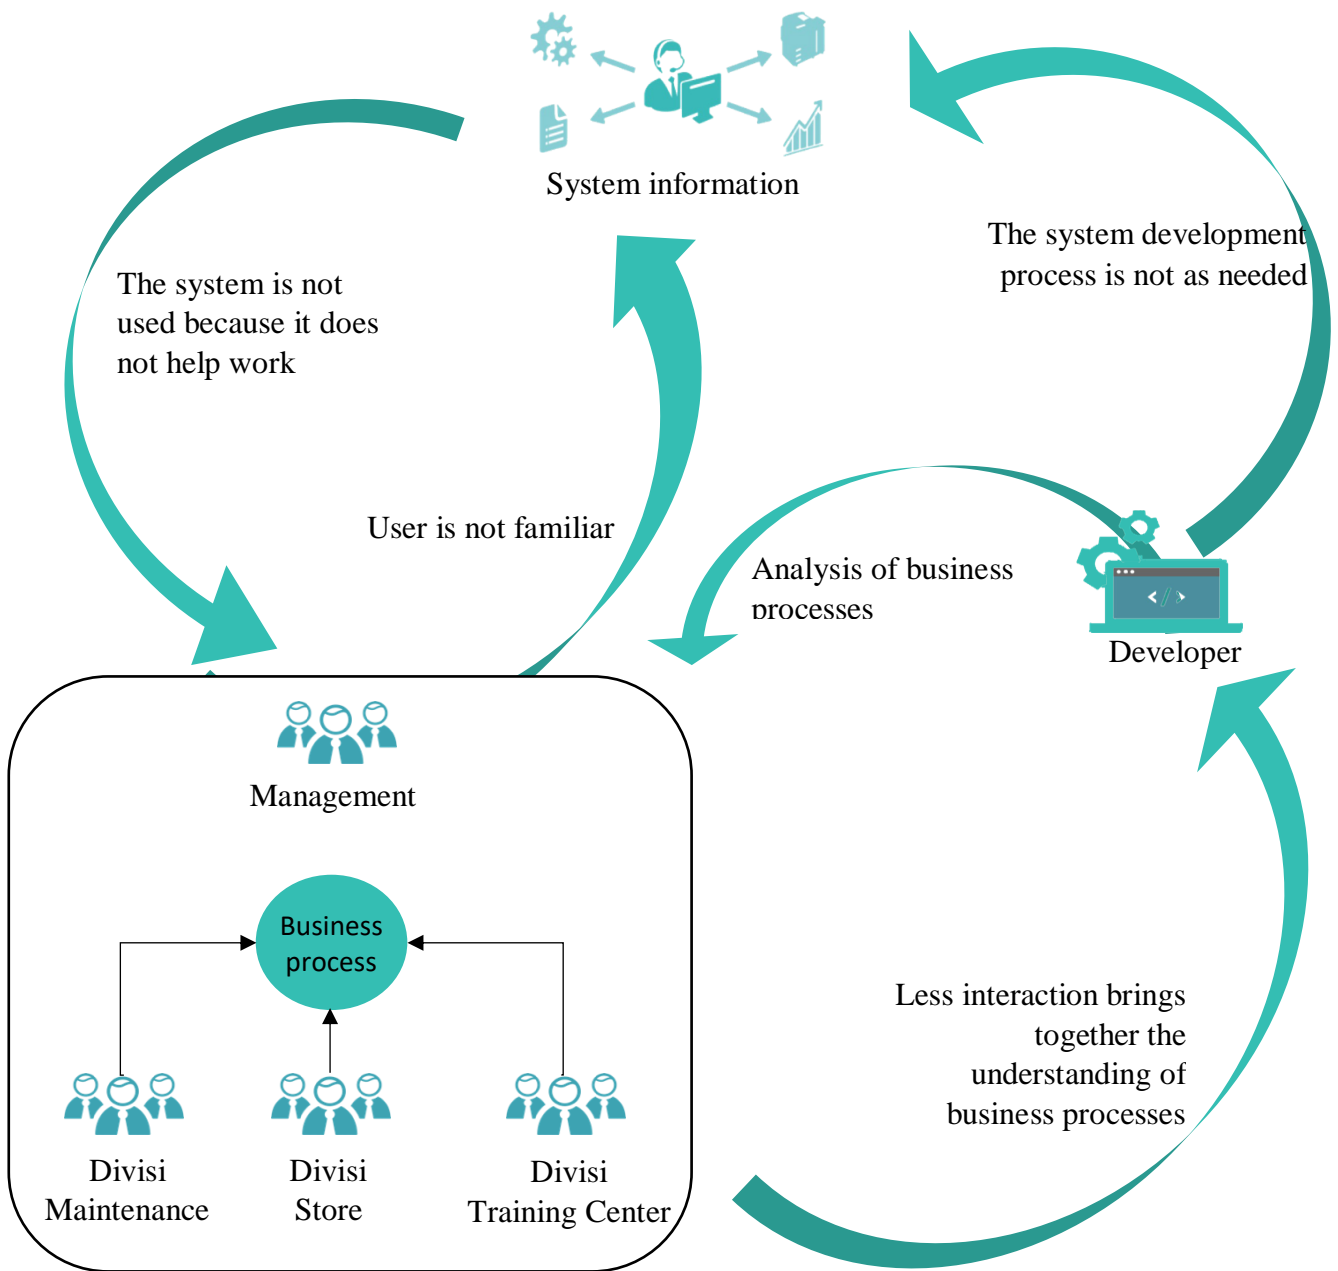 System information
The system development
process is not as needed
The system is not
used because it does
not help work
User is not familiar
Analysis of business
processes
Developer
Management
Business
process
Less interaction brings
together the
understanding of
business processes
Divisi
Maintenance
Divisi
Store
Divisi
Training Center